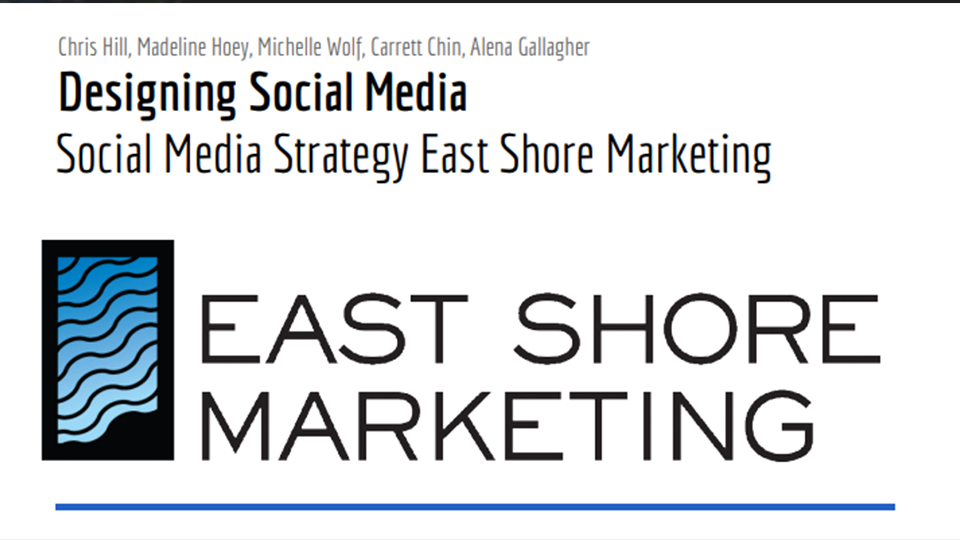 Chris Hill, Madeline Hoey, Michelle Wolf, Carrett Chin, Alena Gallagher
Designing Social Media
Social Media Strategy East Shore Marketing
EAST SHORE
MARKETING